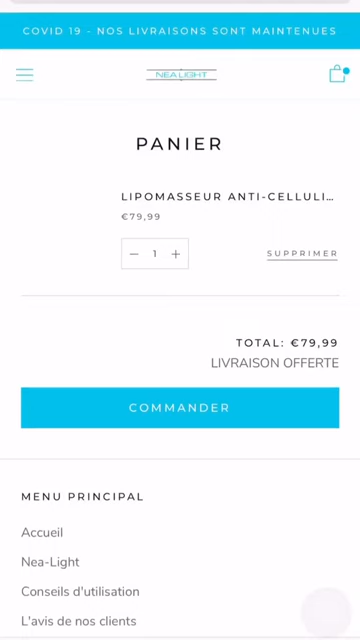 COVID 19 - NOS LIVRAISONS SONT MAINTENUES
NEA LIGHT
PANIER
LIPOMASSEUR ANTI-CELLULI...
€79,99
1
SUPPRIMER
TOTAL: €79,99
LIVRAISON OFFERTE
COMMANDER
MENU PRINCIPAL
Accueil
Nea-Light
Conseils d'utilisation
L'avis de nos clients